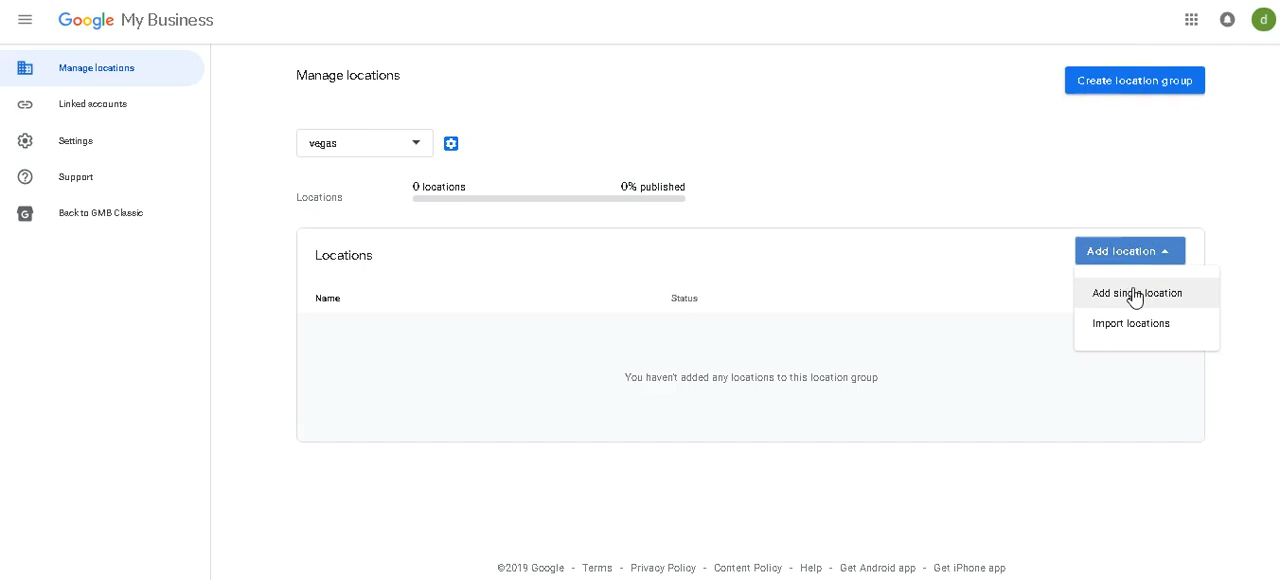 Google My Business
d
Manage locations
Linked accounts
Settings
Support
G
Back to GMB Classic
Manage locations
Create location group
vegas
Locations
0 locations
0% published
Locations
Add location
Name
Status
Add single location
Import locations
You haven't added any locations to this location group
©2019 Google - Terms - Privacy Policy - Content Policy - Help - Get Android app - Get iPhone app